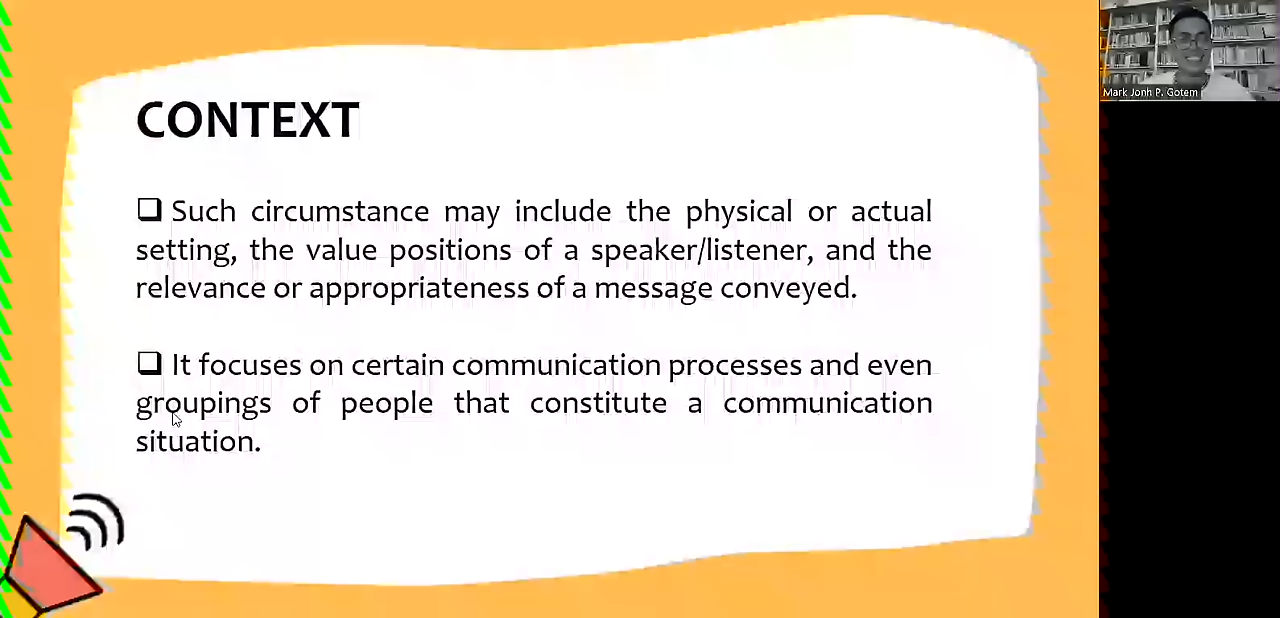 CONTEXT
❑ Such circumstance may include the physical or actual
setting, the value positions of a speaker/listener, and the
relevance or appropriateness of a message conveyed.
❑ It focuses on certain communication processes and even
groupings of people that constitute a communication
situation.
Mark Jonh P. Gotem